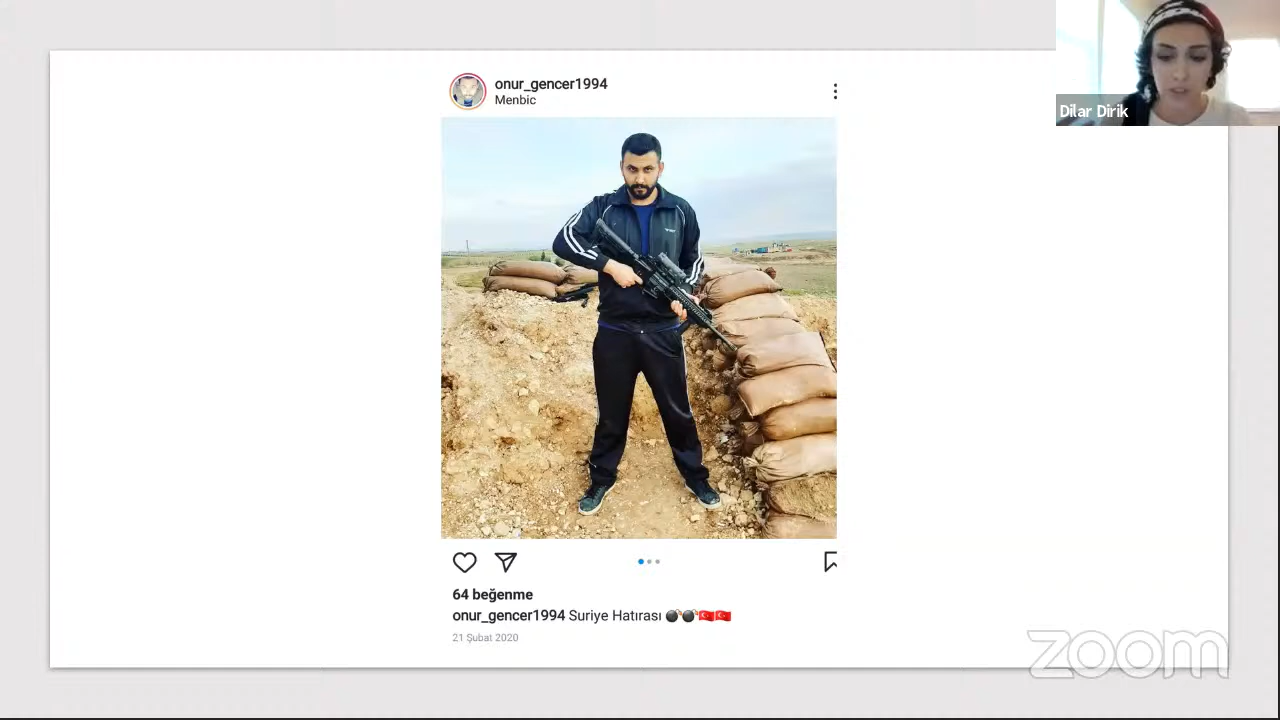 onur_gencer1994
Menbic
Dilar Dirik
64 beğenme
onur_gencer1994 Suriye Hatırası 💣💣🇹🇷🇹🇷
21 Şubat 2020
zoom